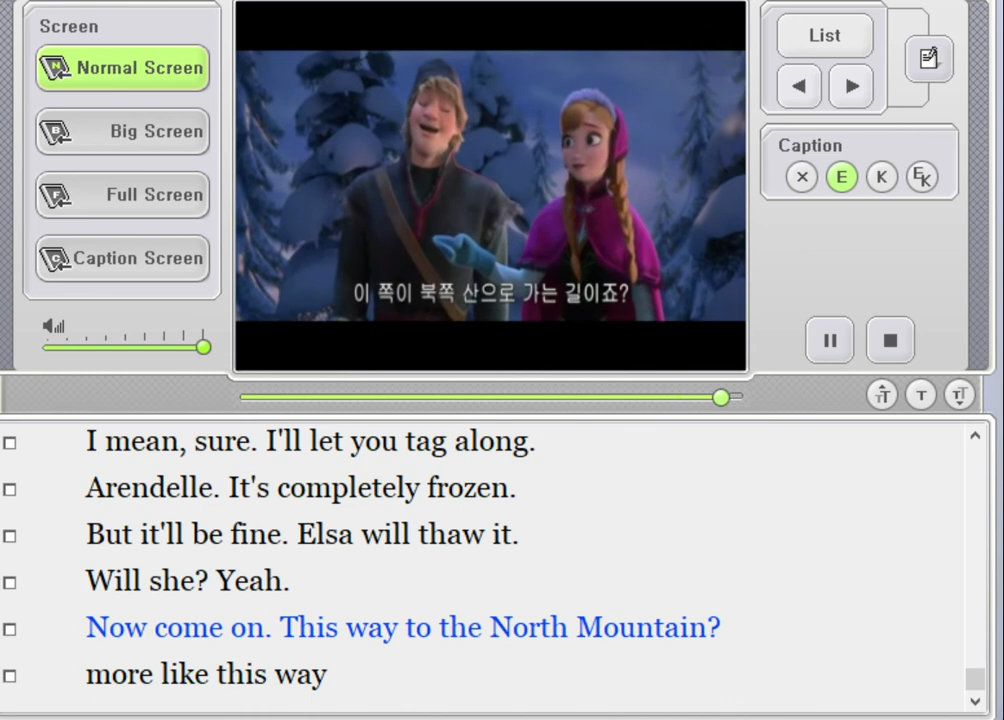 Screen
Normal Screen
Big Screen
Full Screen
Caption Screen
이 쪽이 북쪽 산으로 가는 길이죠?
List
Caption
× E K EK
T T T
I mean, sure. I'll let you tag along.
Arendelle. It's completely frozen.
But it'll be fine. Elsa will thaw it.
Will she? Yeah.
Now come on. This way to the North Mountain?
more like this way